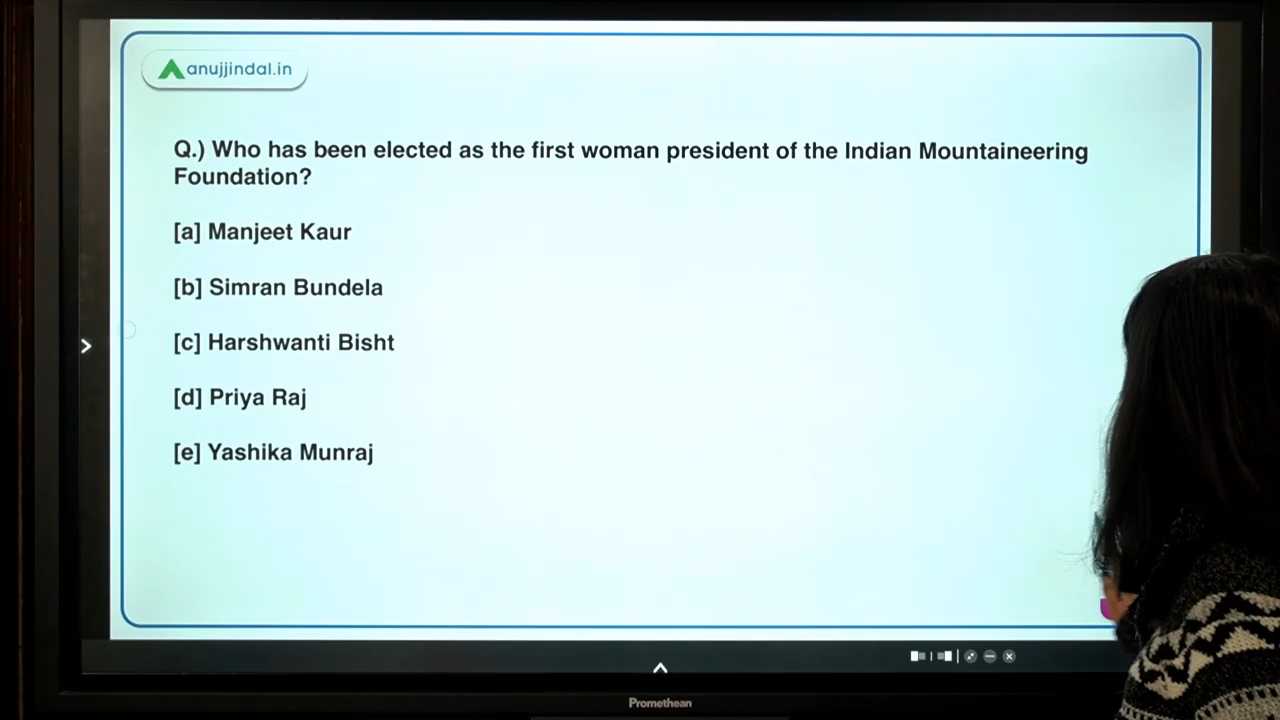 anujjindal.in
Q.) Who has been elected as the first woman president of the Indian Mountaineering
Foundation?
[a] Manjeet Kaur
[b] Simran Bundela
[c] Harshwanti Bisht
[d] Priya Raj
[e] Yashika Munraj
Promethean